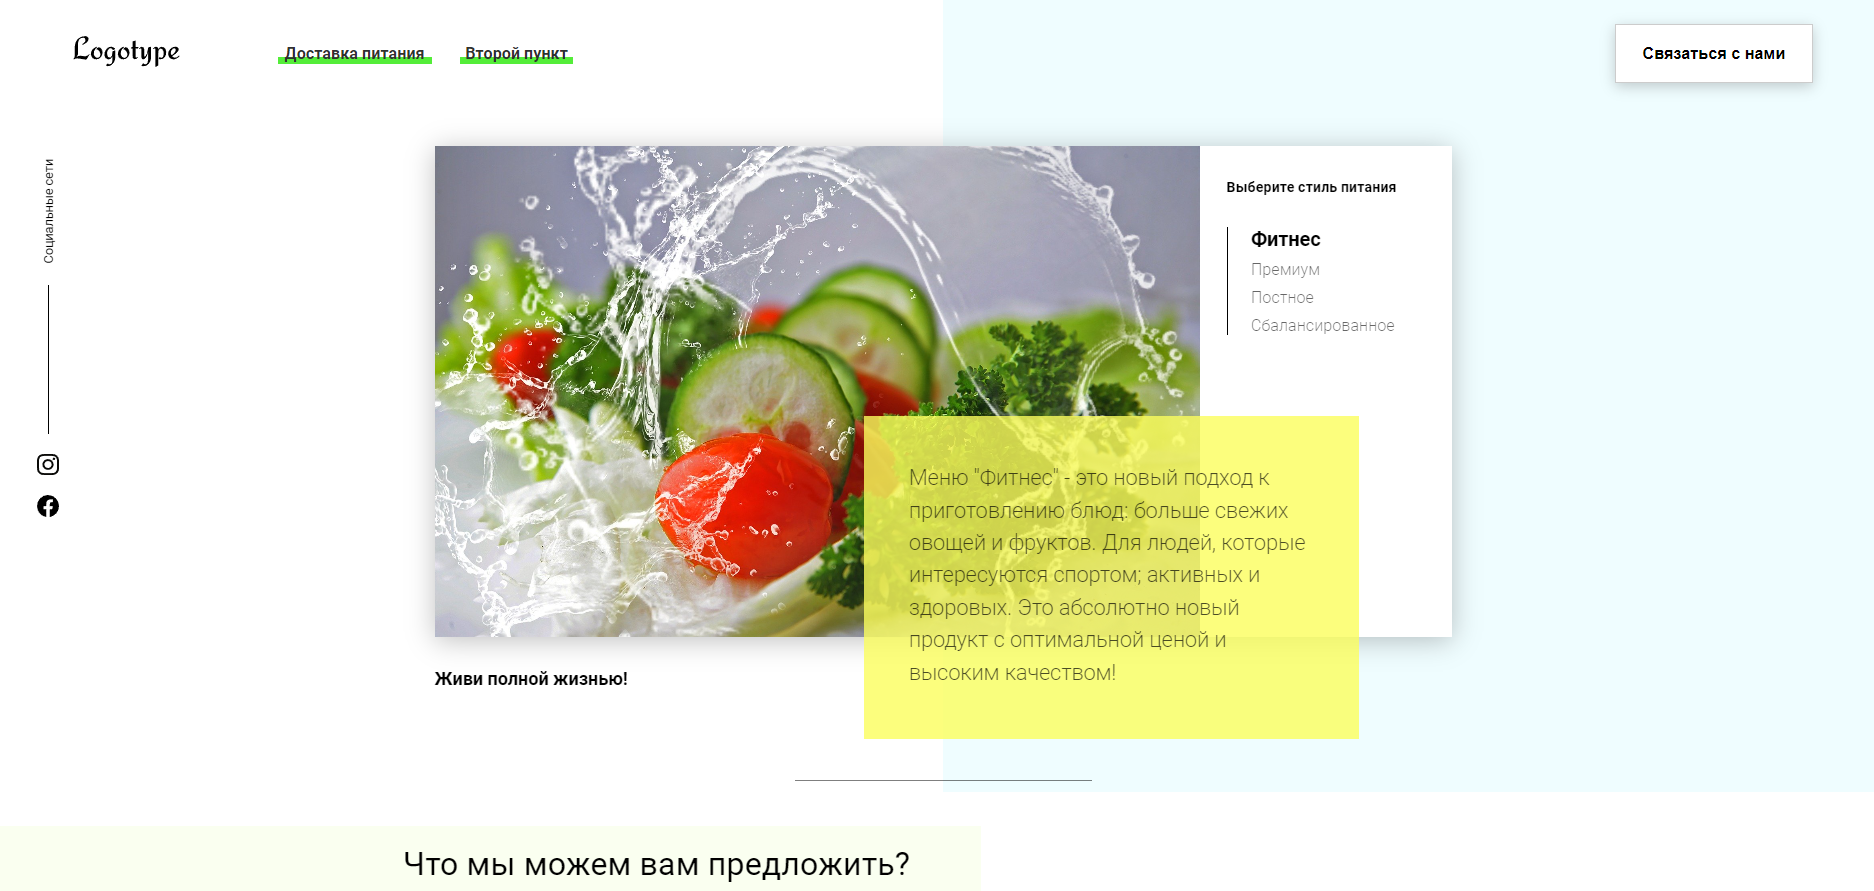 Logotype
Доставка питания
Второй пункт
Связаться с нами
Социальные сети
Выберите стиль питания
Фитнес
Премиум
Постное
Сбалансированное
Меню "Фитнес" - это новый подход к
приготовлению блюд: больше свежих
овощей и фруктов. Для людей, которые
интересуются спортом; активных и
здоровых. Это абсолютно новый
продукт с оптимальной ценой и
высоким качеством!
Живи полной жизнью!
Что мы можем вам предложить?